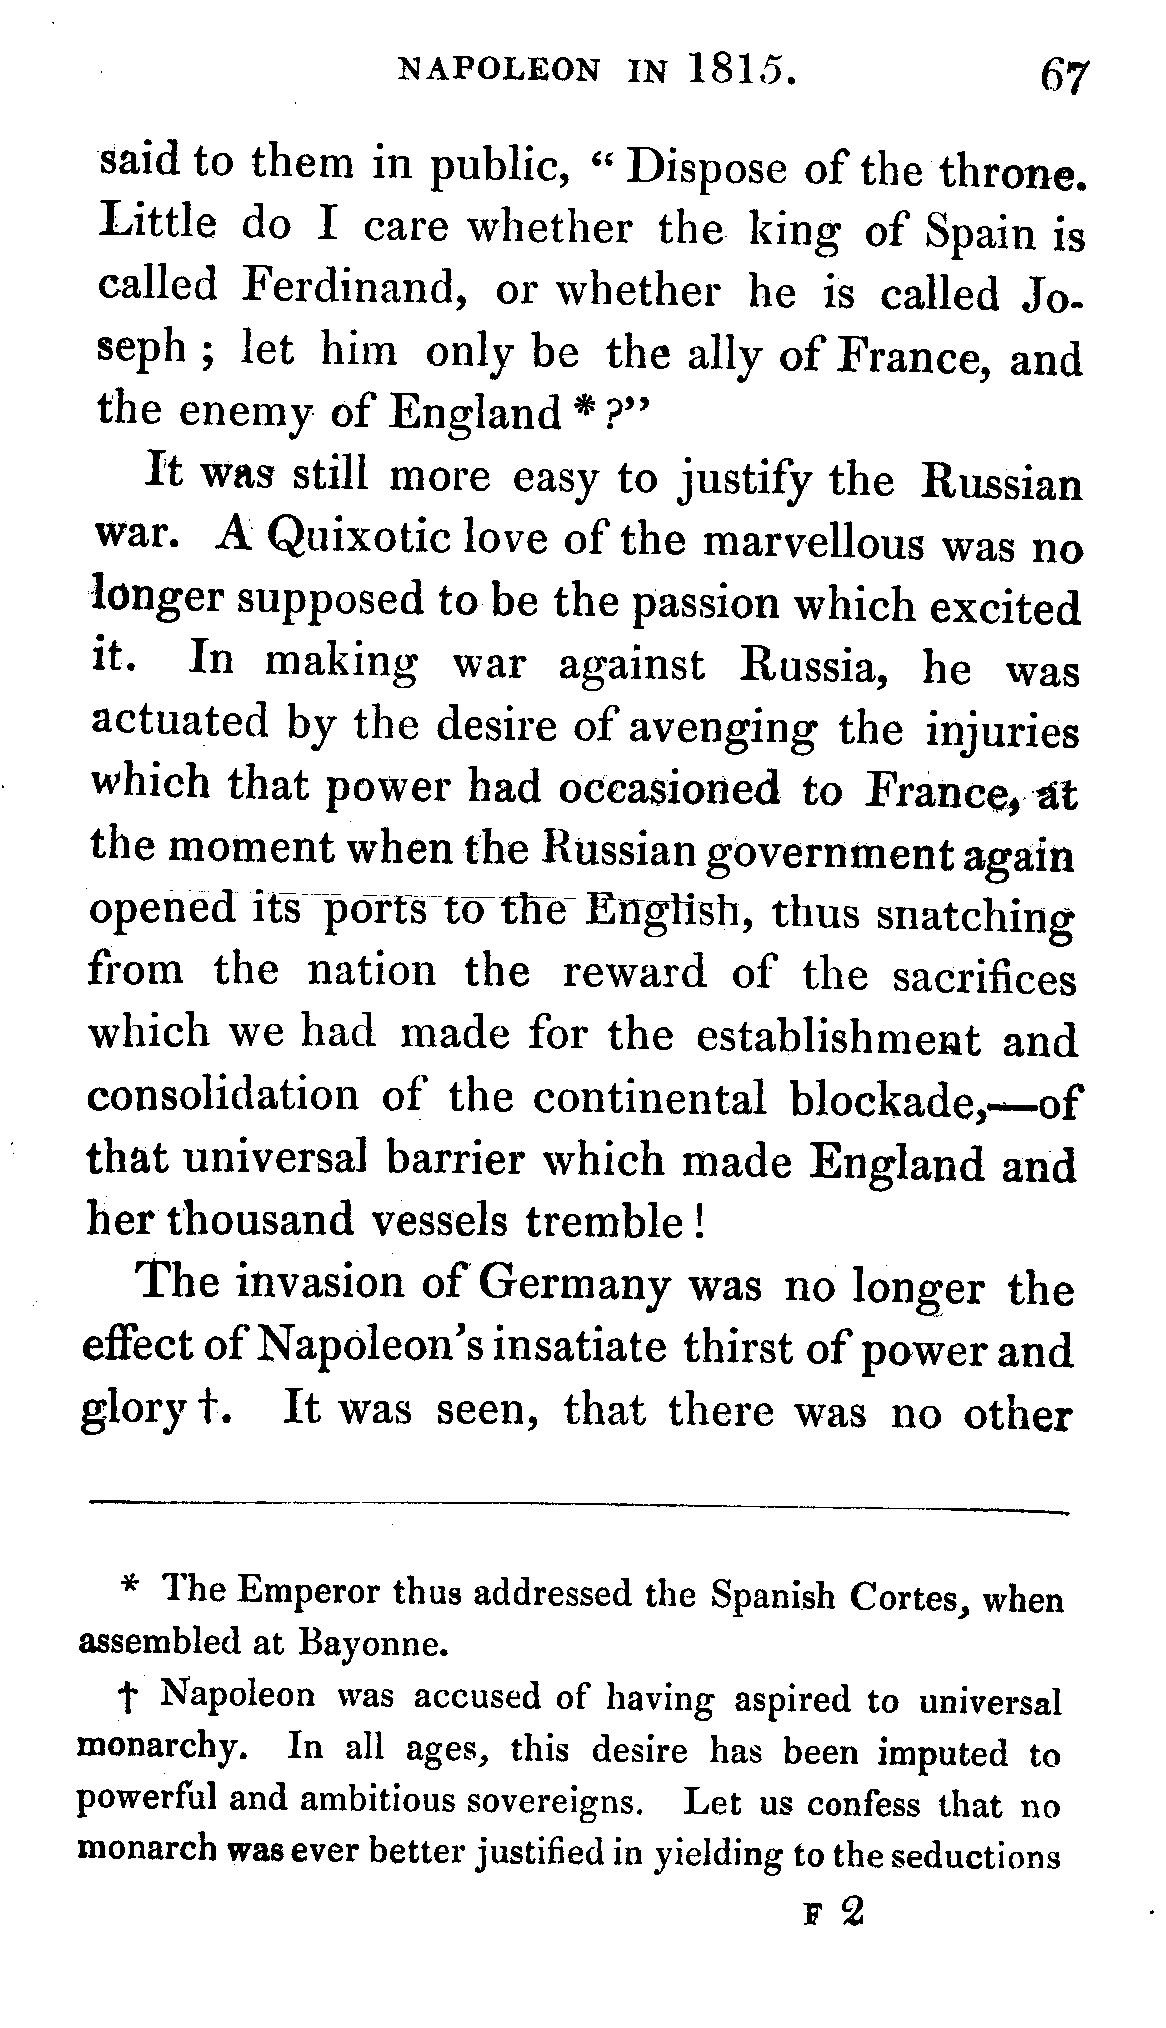 NAPOLEON IN 1815. 67
said to them in public, “ Dispose of the throne.
Little do I care whether the king of Spain is
called Ferdinand, or whether he is called Jo-
seph ; let him only be the ally of France, and
the enemy of England * ?”
It was still more easy to justify the Russian
war. A Quixotic love of the marvellous was no
longer supposed to be the passion which excited
it. In making war against Russia, he was
actuated by the desire of avenging the injuries
which that power had occasioned to France, at
the moment when the Russian government again
opened its ports to the English, thus snatching
from the nation the reward of the sacrifices
which we had made for the establishment and
consolidation of the continental blockade,—of
that universal barrier which made England and
her thousand vessels tremble !
The invasion of Germany was no longer the
effect of Napoleon’s insatiate thirst of power and
glory †. It was seen, that there was no other
* The Emperor thus addressed the Spanish Cortes, when
assembled at Bayonne.
† Napoleon was accused of having aspired to universal
monarchy. In all ages, this desire has been imputed to
powerful and ambitious sovereigns. Let us confess that no
monarch was ever better justified in yielding to the seductions
F 2